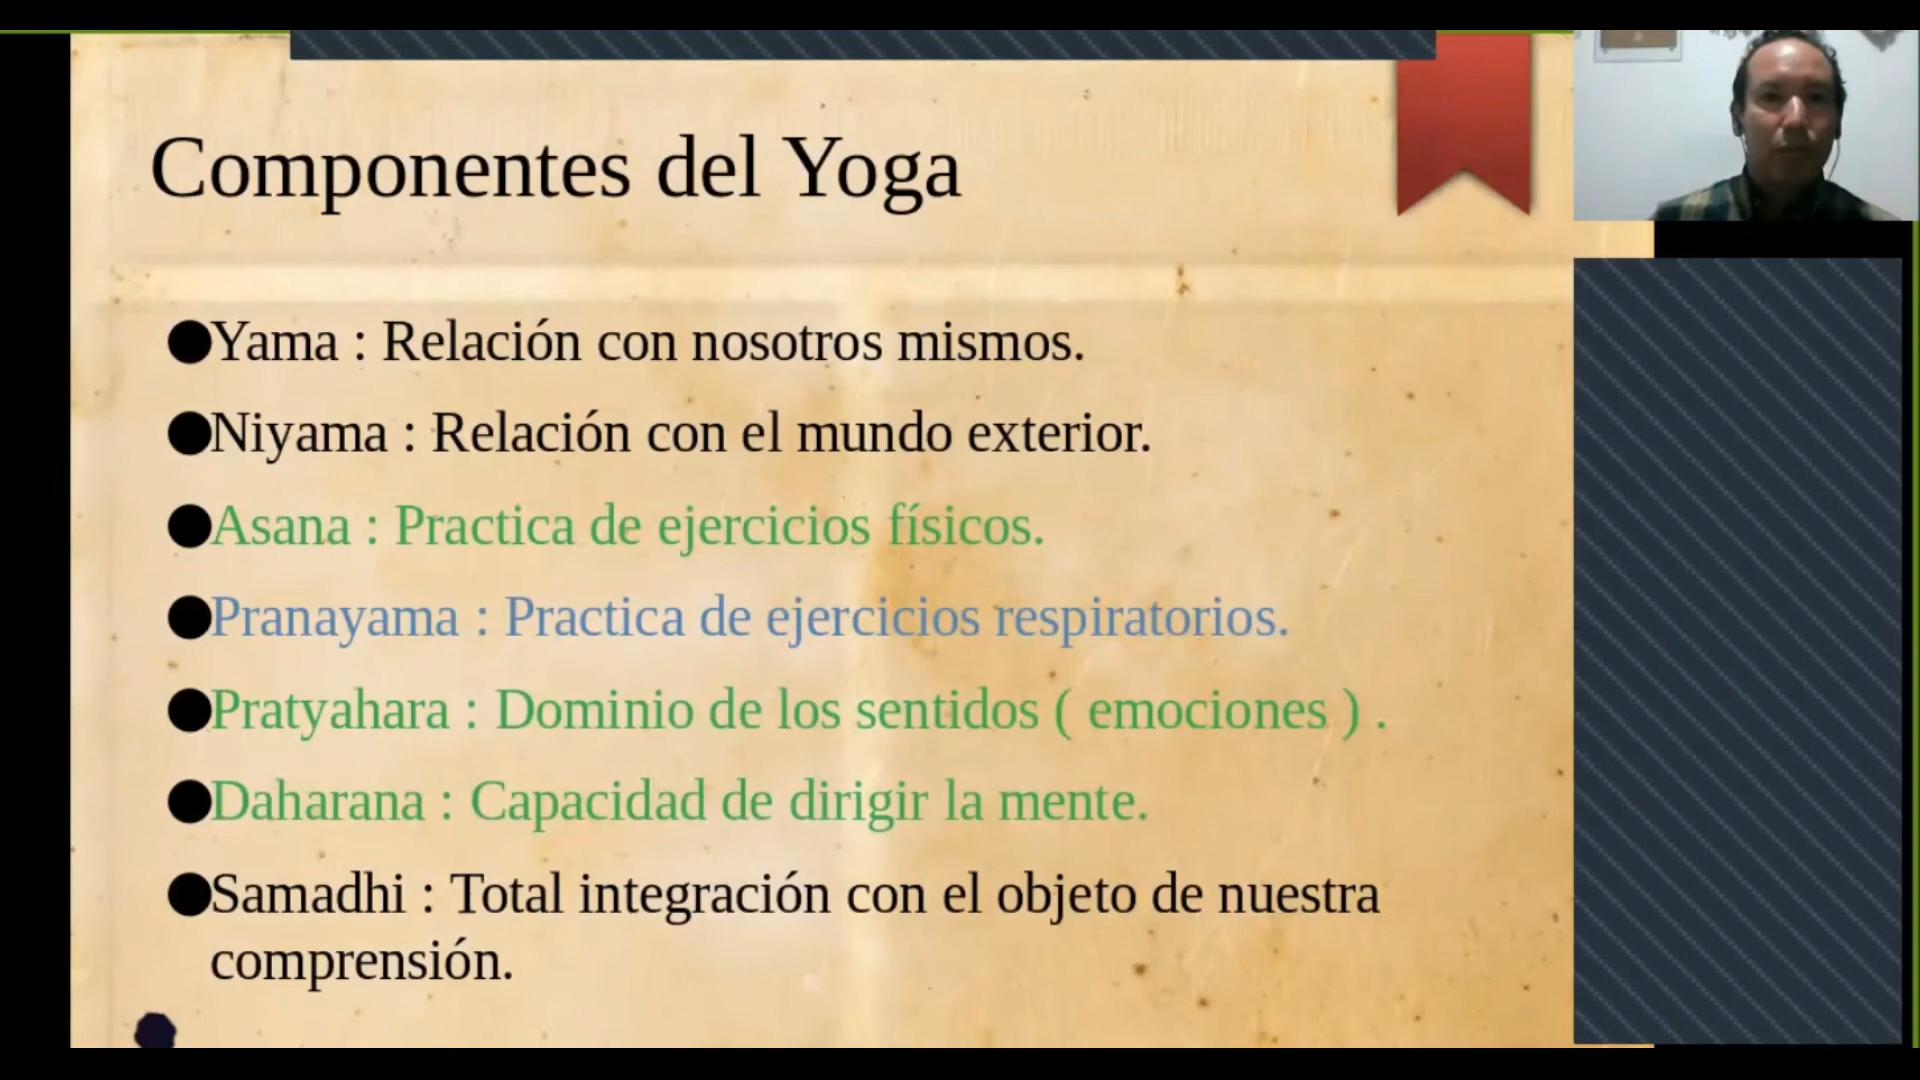 Componentes del Yoga
●Yama : Relación con nosotros mismos.
●Niyama : Relación con el mundo exterior.
●Asana : Practica de ejercicios físicos.
●Pranayama : Practica de ejercicios respiratorios.
●Pratyahara : Dominio de los sentidos ( emociones ) .
●Daharana : Capacidad de dirigir la mente.
●Samadhi : Total integración con el objeto de nuestra
comprensión.